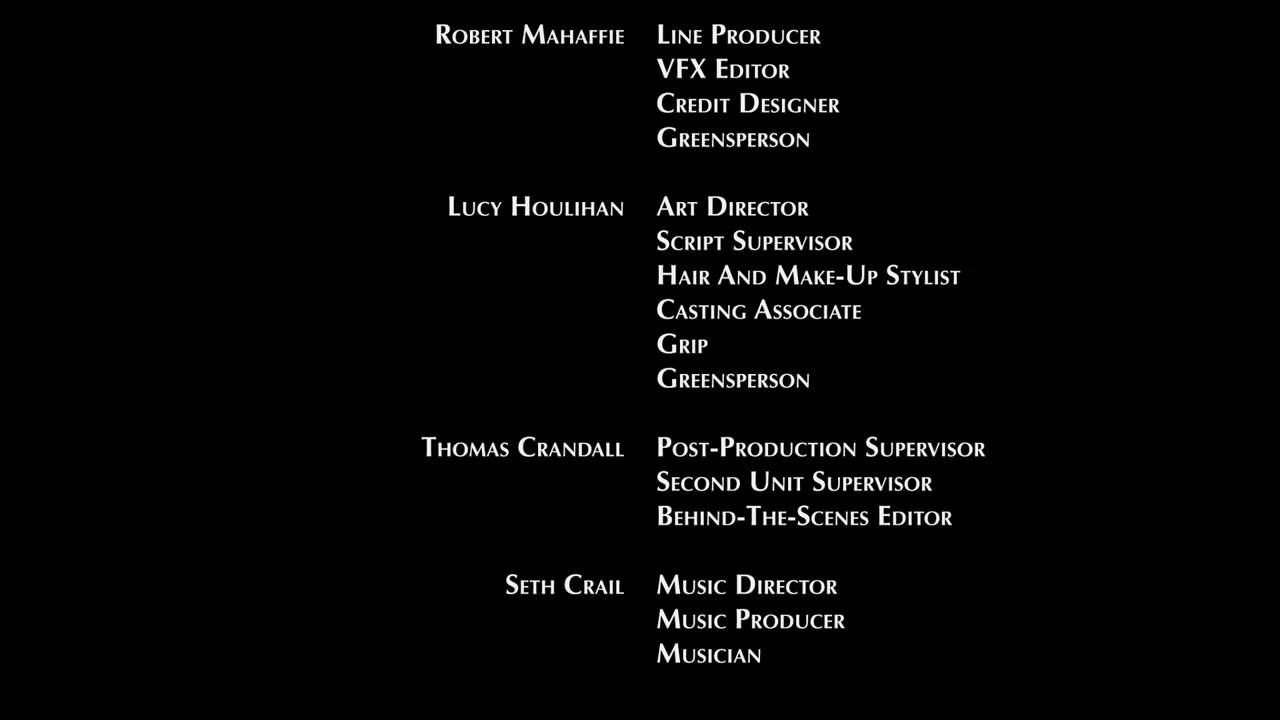 Robert Mahaffie Line Producer
VFX Editor
Credit Designer
Greensperson
Lucy Houlihan Art Director
Script Supervisor
Hair And Make-Up Stylist
Casting Associate
Grip
Greensperson
Thomas Crandall Post-Production Supervisor
Second Unit Supervisor
Behind-The-Scenes Editor
Seth Crail Music Director
Music Producer
Musician